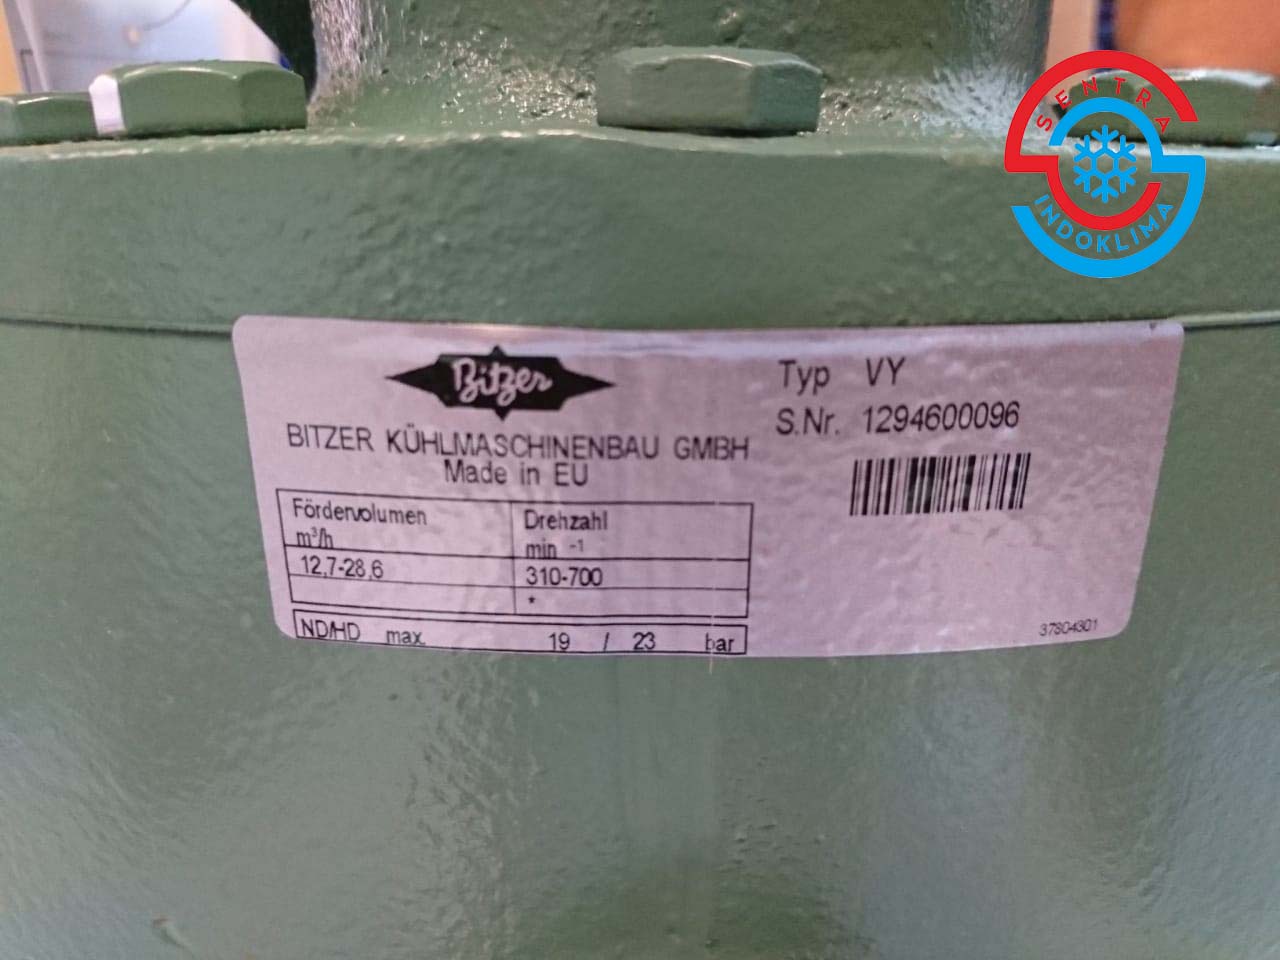 SENTRA
INDOKLIMA
Bitzer
BITZER KÜHLMASCHINENBAU GMBH
Made in EU
Typ VY
S.Nr. 1294600096
Fördervolumen Drehzahl
m³/h min -1
12,7-28,6 310-700
*
ND/HD max. 19 / 23 bar
37804301